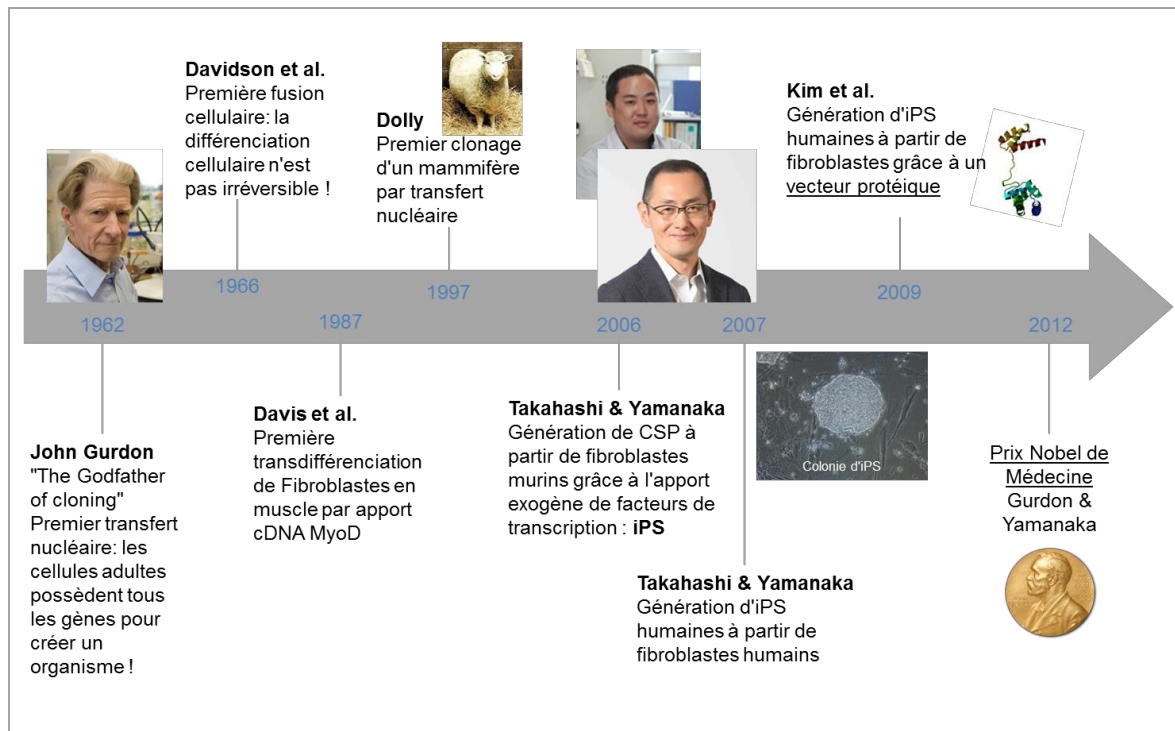 Davidson et al.
Première fusion
cellulaire: la
différenciation
cellulaire n'est
pas irréversible !
Dolly
Premier clonage
d'un mammifère
par transfert
nucléaire
Kim et al.
Génération d'iPS
humaines à partir de
fibroblastes grâce à un
vecteur protéique
1966
1997
2009
1962
1987
2006
2007
2012
John Gurdon
"The Godfather
of cloning"
Premier transfert
nucléaire: les
cellules adultes
possèdent tous
les gènes pour
créer un
organisme !
Davis et al.
Première
transdifférenciation
de Fibroblastes en
muscle par apport
cDNA MyoD
Takahashi & Yamanaka
Génération de CSP à
partir de fibroblastes
murins grâce à l'apport
exogène de facteurs de
transcription : iPS
Colonie d'iPS
Takahashi & Yamanaka
Génération d'iPS
humaines à partir de
fibroblastes humains
Prix Nobel de
Médecine
Gurdon &
Yamanaka